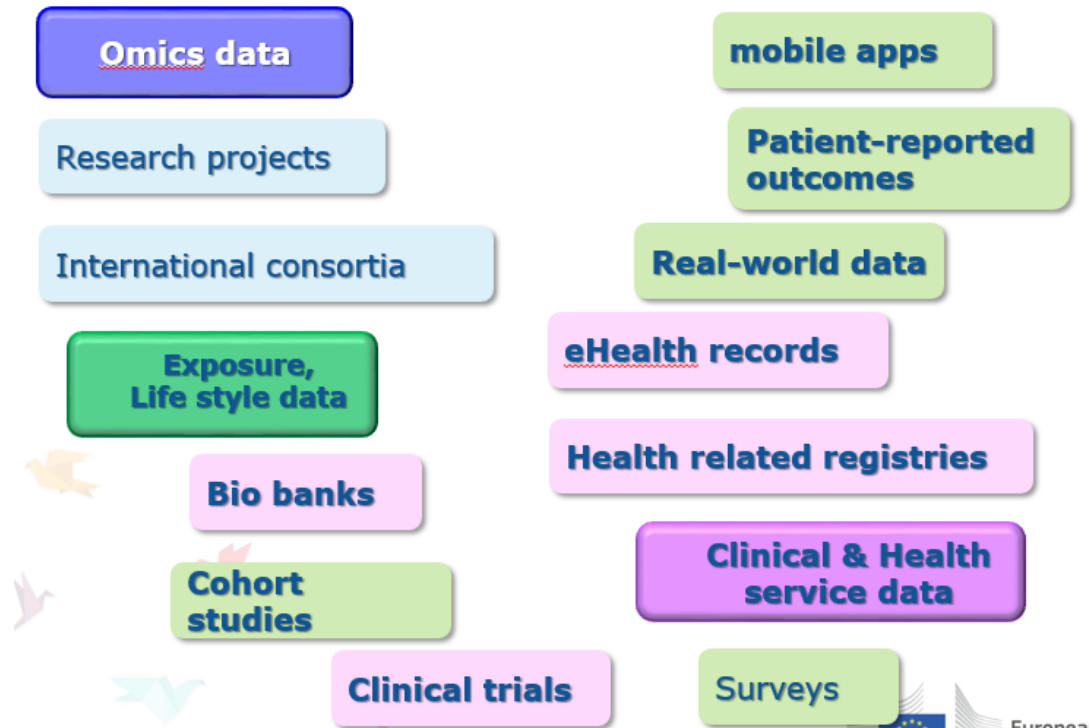 Omics data
Research projects
International consortia
Exposure,
Life style data
Bio banks
Cohort
studies
Clinical trials
mobile apps
Patient-reported
outcomes
Real-world data
eHealth records
Health related registries
Clinical & Health
service data
Surveys